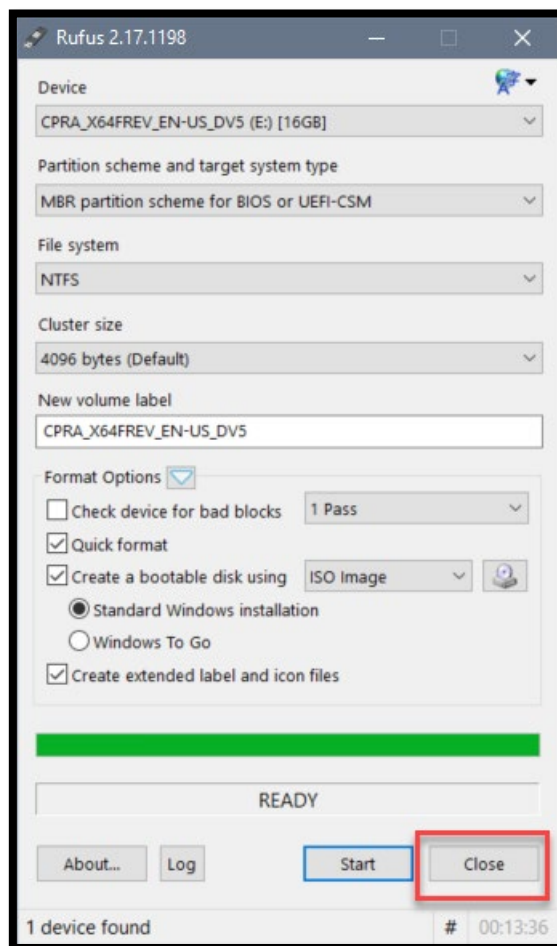 Rufus 2.17.1198
Device
CPRA_X64FREV_EN-US_DV5 (E:) [16GB]
Partition scheme and target system type
MBR partition scheme for BIOS or UEFI-CSM
File system
NTFS
Cluster size
4096 bytes (Default)
New volume label
CPRA_X64FREV_EN-US_DV5
Format Options
Check device for bad blocks 1 Pass
Quick format
Create a bootable disk using ISO Image
Standard Windows installation
Windows To Go
Create extended label and icon files
READY
About... Log Start Close
1 device found # 00:13:36